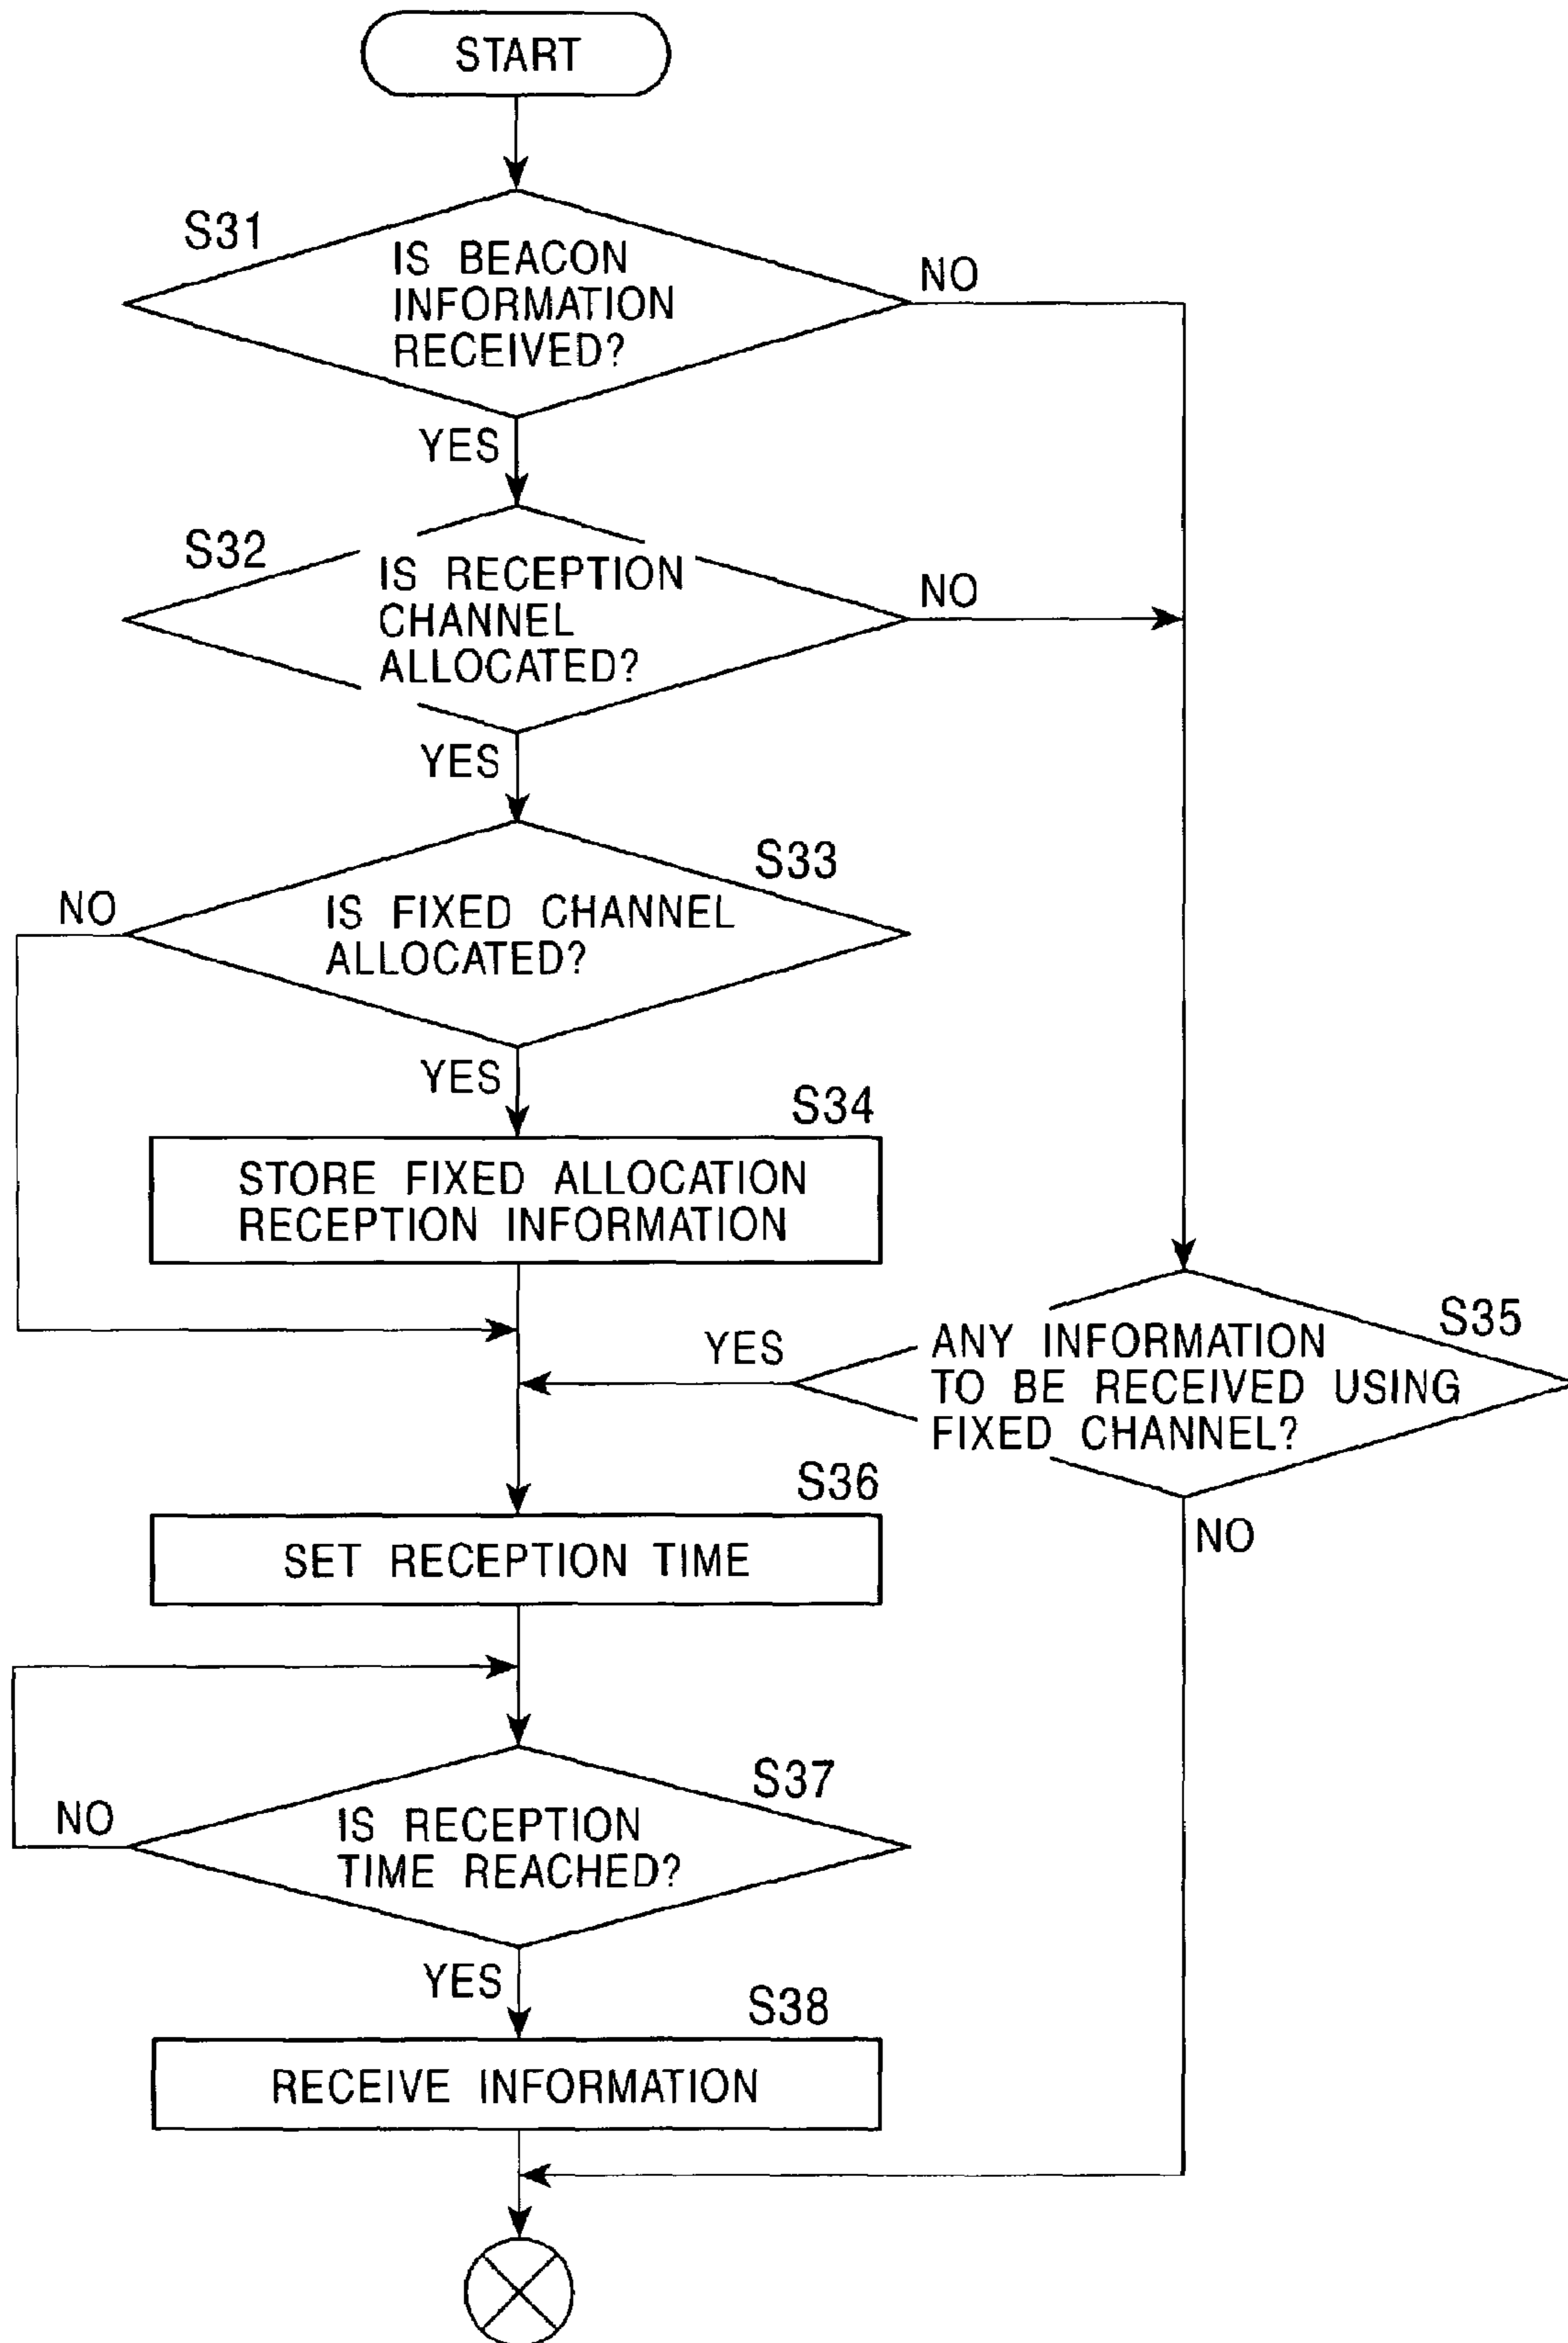 START
S31
IS BEACON
INFORMATION
RECEIVED?
NO
YES
S32
IS RECEPTION
CHANNEL
ALLOCATED?
NO
YES
S33
NO
IS FIXED CHANNEL
ALLOCATED?
YES
S34
STORE FIXED ALLOCATION
RECEPTION INFORMATION
S35
YES
ANY INFORMATION
TO BE RECEIVED USING
FIXED CHANNEL?
NO
S36
SET RECEPTION TIME
S37
NO
IS RECEPTION
TIME REACHED?
YES
S38
RECEIVE INFORMATION